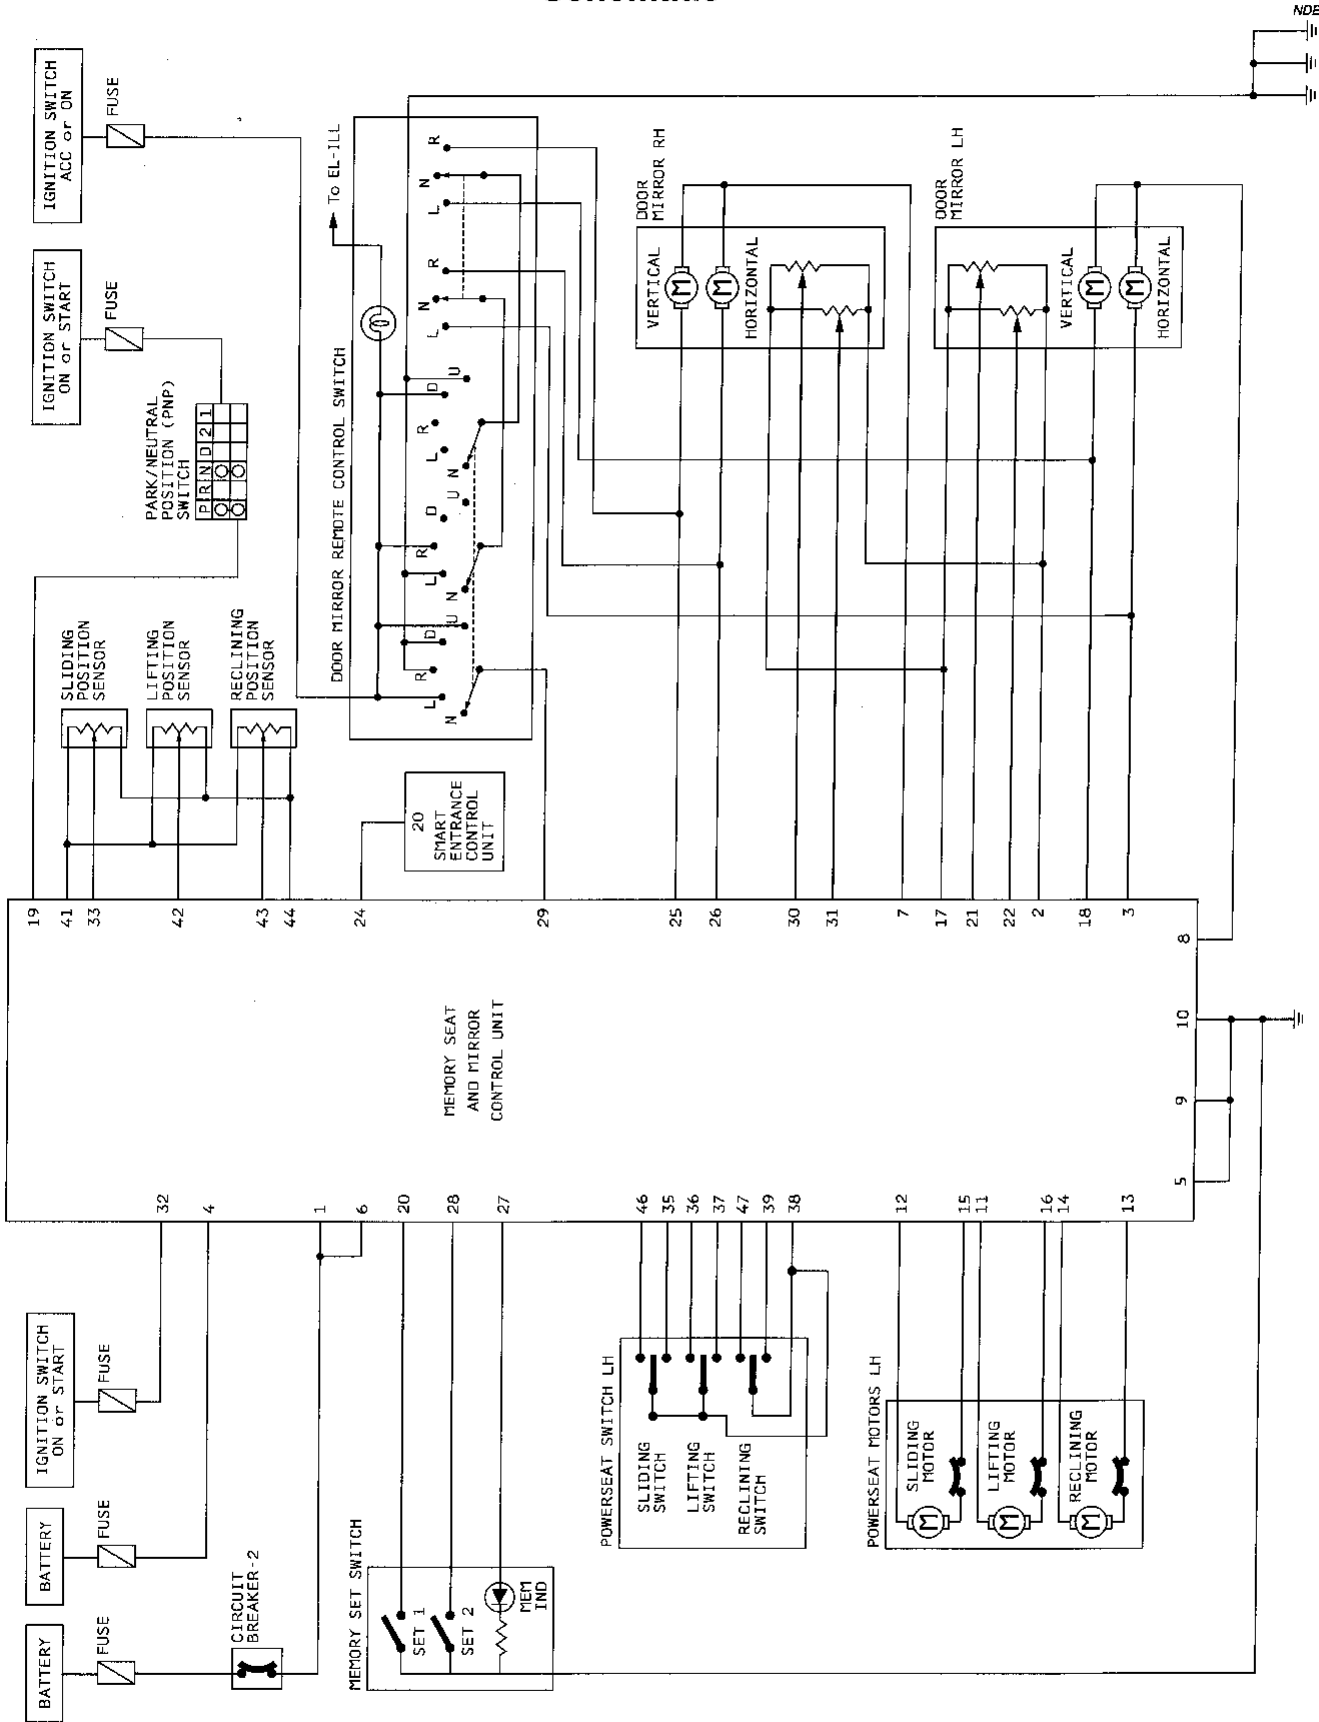 NDE
BATTERY
FUSE
CIRCUIT
BREAKER-2
BATTERY
FUSE
IGNITION SWITCH
ON or START
FUSE
MEMORY SET SWITCH
SET 1
SET 2
MEM
IND
POWERSEAT SWITCH LH
SLIDING
SWITCH
LIFTING
SWITCH
RECLINING
SWITCH
POWERSEAT MOTORS LH
SLIDING
MOTOR
M
LIFTING
MOTOR
M
RECLINING
MOTOR
M
32
4
1
6
20
28
27
46
35
36
37
47
39
38
12
15
11
16
14
13
MEMORY SEAT
AND MIRROR
CONTROL UNIT
5
9
10
8
19
41
33
42
43
44
24
29
25
26
30
31
7
17
21
22
2
18
3
SLIDING
POSITION
SENSOR
LIFTING
POSITION
SENSOR
RECLINING
POSITION
SENSOR
20
SMART
ENTRANCE
CONTROL
UNIT
PARK/NEUTRAL
POSITION (PNP)
SWITCH
P R N D 2 1
IGNITION SWITCH
ON or START
FUSE
IGNITION SWITCH
ACC or ON
FUSE
DOOR MIRROR REMOTE CONTROL SWITCH
To EL-ILL
N L R D U
N L R D U
N L R D U
L N R
L N R
DOOR
MIRROR RH
VERTICAL
M
M
HORIZONTAL
DOOR
MIRROR LH
VERTICAL
M
M
HORIZONTAL